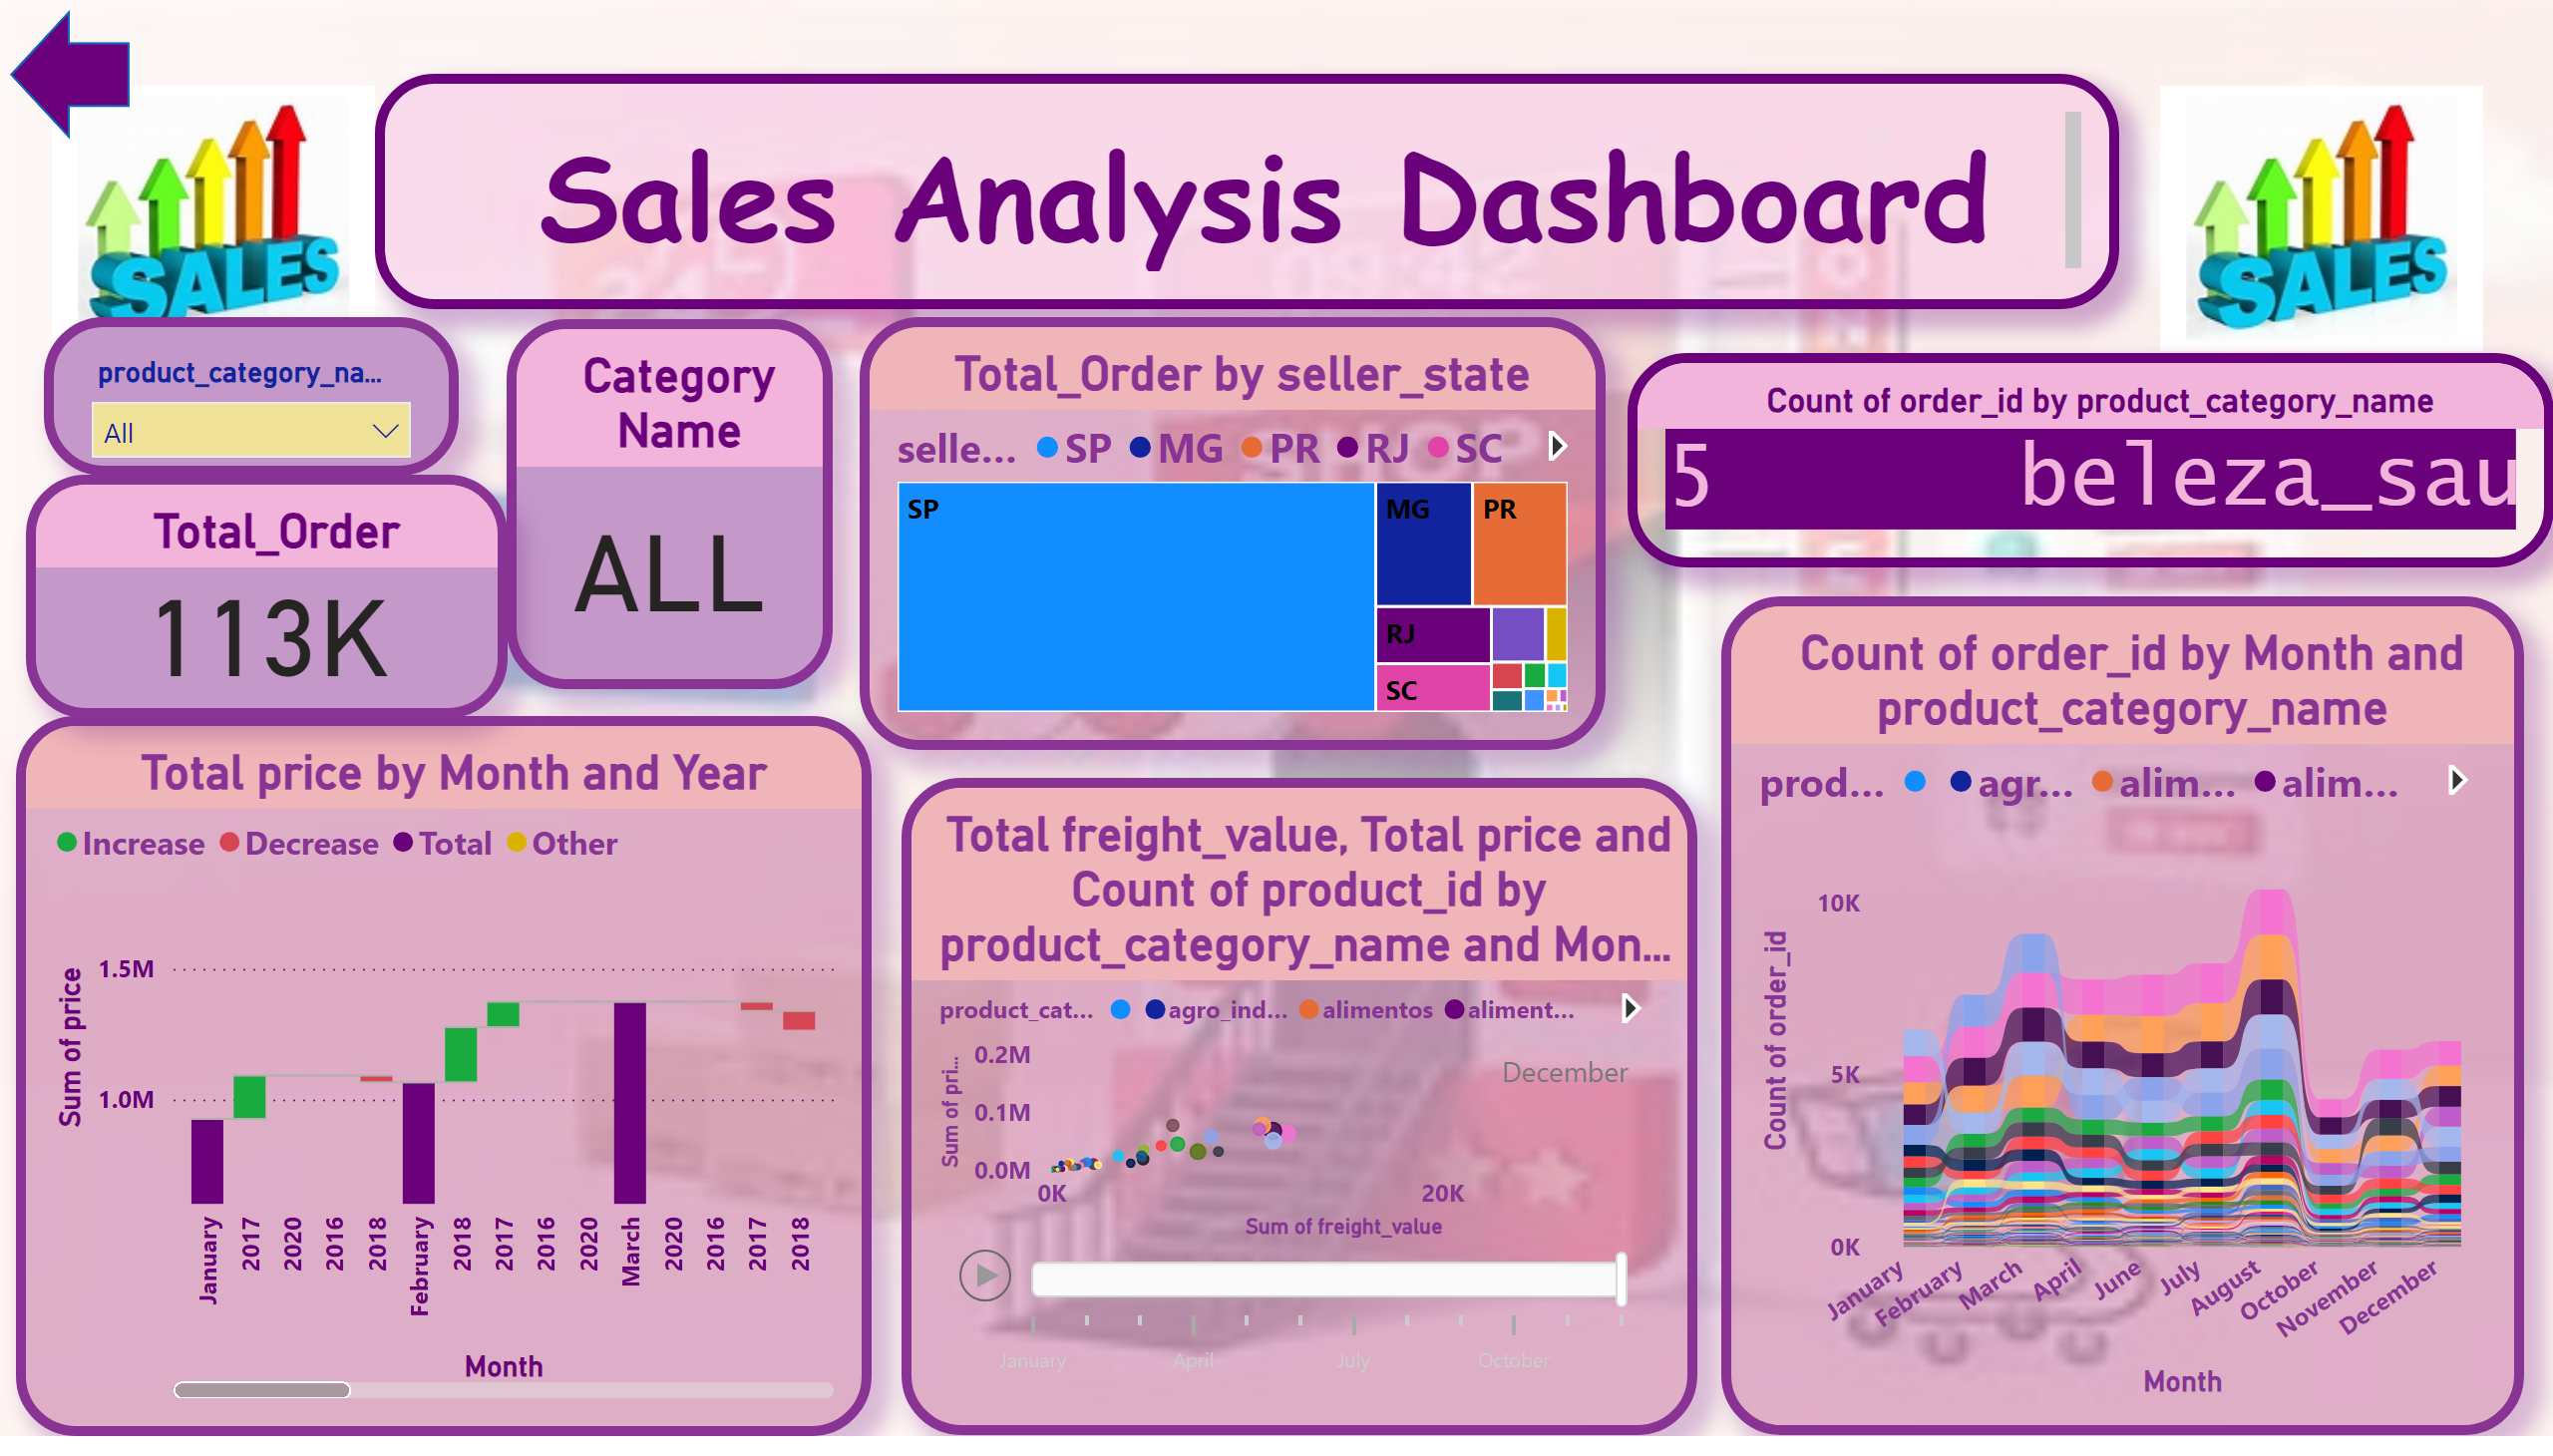 Sales Analysis Dashboard
SALES
SALES
product_category_na...
All
Total_Order
113K
Category
Name
ALL
Total_Order by seller_state
selle... SP MG PR RJ SC
SP MG PR
RJ
SC
Count of order_id by product_category_name
5 beleza_sau
Total price by Month and Year
Increase Decrease Total Other
Sum of price
1.5M
1.0M
January 2017 2020 2016 2018 February 2018 2017 2016 2020 March 2020 2016 2017 2018
Month
Total freight_value, Total price and
Count of product_id by
product_category_name and Mon...
product_cat... agro_ind... alimentos aliment...
Sum of pri...
0.2M
December
0.1M
0.0M
0K 20K
Sum of freight_value
January April July October
Count of order_id by Month and
product_category_name
prod... agr... alim... alim...
Count of order_id
10K
5K
0K
January February March April June July August October November December
Month